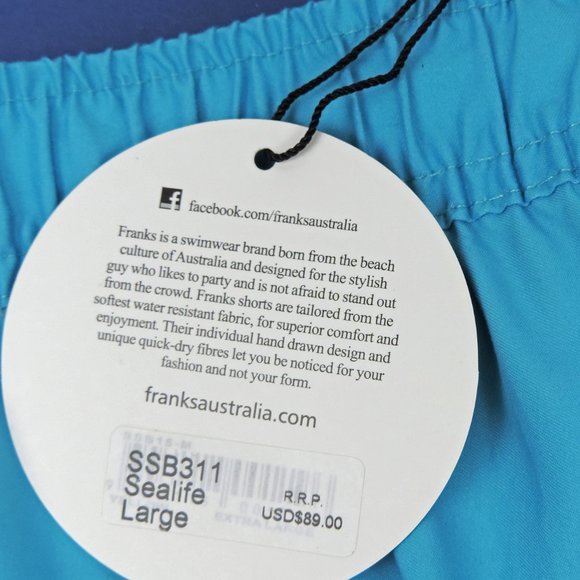 facebook.com/franksaustralia
Franks is a swimwear brand born from the beach
culture of Australia and designed for the stylish
guy who likes to party and is not afraid to stand out
from the crowd. Franks shorts are tailored from the
softest water resistant fabric, for superior comfort and
enjoyment. Their individual hand drawn design and
unique quick-dry fibres let you be noticed for your
fashion and not your form.
franksaustralia.com
SSB311
Sealife
Large
R.R.P.
USD$89.00
EXTRA LARGE